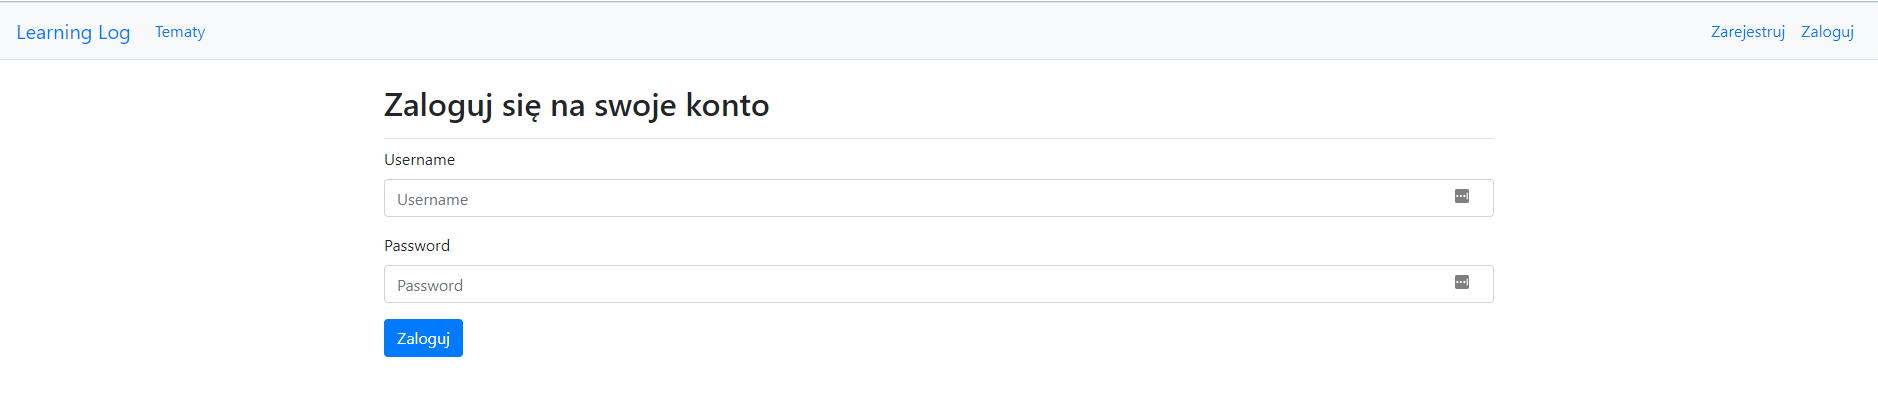 Learning Log Tematy Zarejestruj Zaloguj
Zaloguj się na swoje konto
Username
Username
Password
Password
Zaloguj